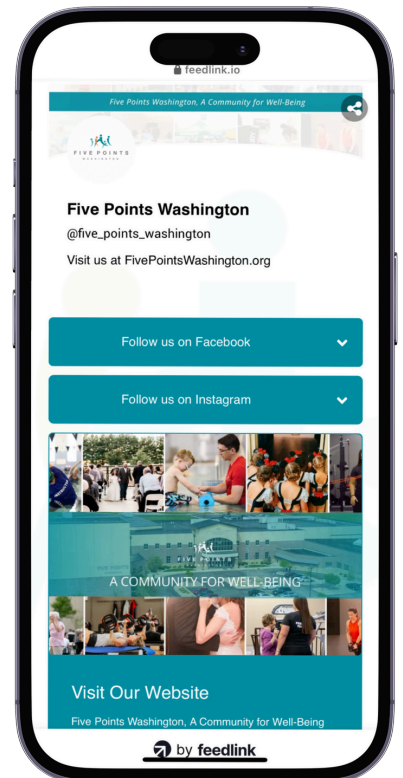 feedlink.io
Five Points Washington, A Community for Well-Being
FIVE POINTS
WASHINGTON
Five Points Washington
@five_points_washington
Visit us at FivePointsWashington.org
Follow us on Facebook
Follow us on Instagram
FIVE POINTS
A COMMUNITY FOR WELL-BEING
Visit Our Website
Five Points Washington, A Community for Well-Being
by feedlink